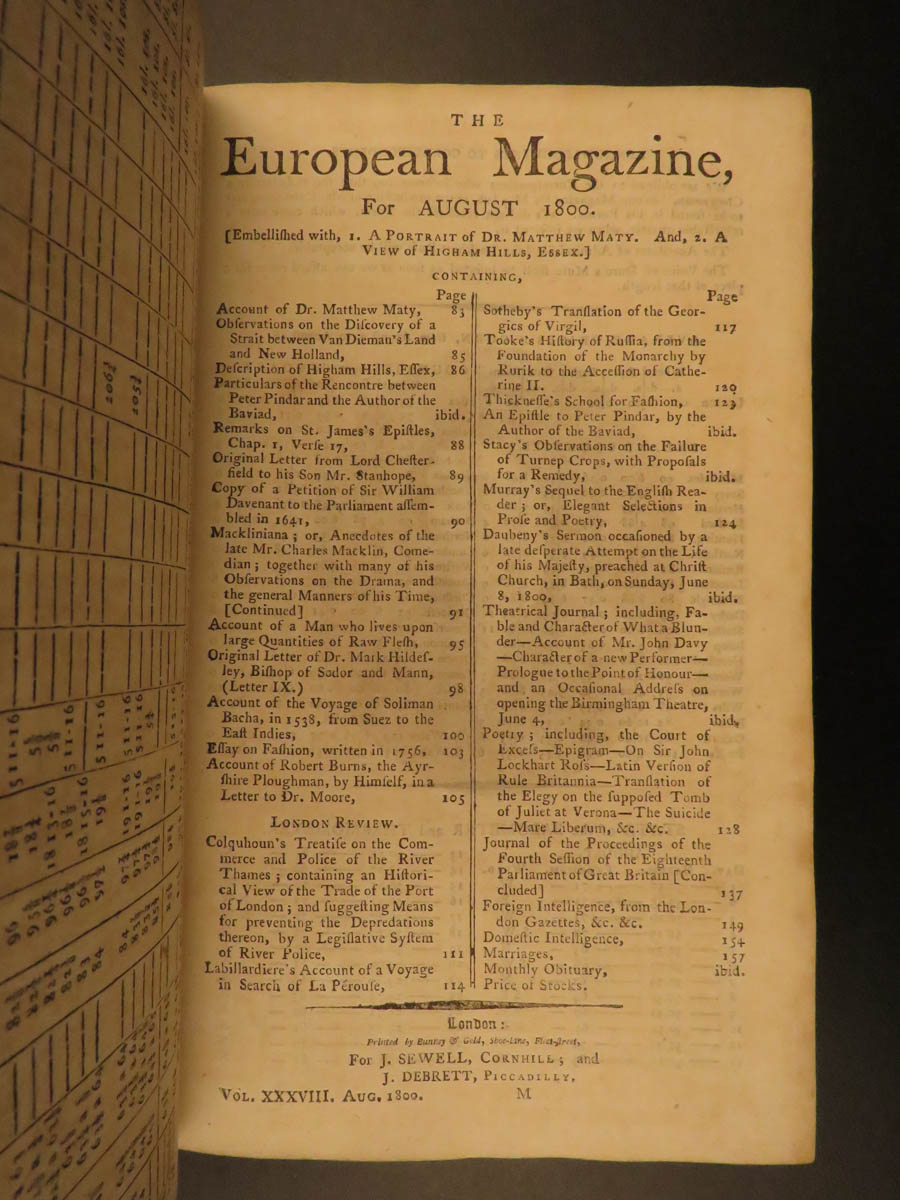 THE
European Magazine,
For AUGUST 1800.
[Embelliſhed with, 1. A PORTRAIT of DR. MATTHEW MATY. And, 2. A
VIEW of HIGHAM HILLS, ESSEX.]
CONTAINING,
Page
Account of Dr. Matthew Maty, 83
Obſervations on the Diſcovery of a
Strait between Van Dieman's Land
and New Holland, 85
Deſcription of Higham Hills, Eſſex, 86
Particulars of the Rencontre between
Peter Pindar and the Author of the
Baviad, ibid.
Remarks on St. James's Epiſtles,
Chap. 1, Verſe 17, 88
Original Letter from Lord Cheſter-
field to his Son Mr. Stanhope, 89
Copy of a Petition of Sir William
Davenant to the Parliament aſſem-
bled in 1641, 90
Mackliniana; or, Anecdotes of the
late Mr. Charles Macklin, Come-
dian; together with many of his
Obſervations on the Drama, and
the general Manners of his Time,
[Continued] 91
Account of a Man who lives upon
large Quantities of Raw Fleſh, 95
Original Letter of Dr. Mark Hildeſ-
ley, Biſhop of Sodor and Mann,
(Letter IX.) 98
Account of the Voyage of Soliman
Bacha, in 1538, from Suez to the
Eaſt Indies, 100
Eſſay on Faſhion, written in 1756, 103
Account of Robert Burns, the Ayr-
ſhire Ploughman, by Himſelf, in a
Letter to Dr. Moore, 105
LONDON REVIEW.
Colquhoun's Treatiſe on the Com-
merce and Police of the River
Thames; containing an Hiſtori-
cal View of the Trade of the Port
of London; and ſuggeſting Means
for preventing the Depredations
thereon, by a Legiſlative Syſtem
of River Police, 111
Labillardiere's Account of a Voyage
in Search of La Pérouſe, 114
Page
Sotheby's Tranſlation of the Geor-
gics of Virgil, 117
Tooke's Hiſtory of Ruſſia, from the
Foundation of the Monarchy by
Rurik to the Acceſſion of Cathe-
rine II. 120
Thickneſſe's School for Faſhion, 123
An Epiſtle to Peter Pindar, by the
Author of the Baviad, ibid.
Stacy's Obſervations on the Failure
of Turnep Crops, with Propoſals
for a Remedy, ibid.
Murray's Sequel to the Engliſh Rea-
der; or, Elegant Selections in
Proſe and Poetry, 124
Daubeny's Sermon occaſioned by a
late deſperate Attempt on the Life
of his Majeſty, preached at Chriſt
Church, in Bath, on Sunday, June
8, 1800, ibid.
Theatrical Journal; including, Fa-
ble and Character of What a Blun-
der—Account of Mr. John Davy
—Character of a new Performer—
Prologue to the Point of Honour—
and an Occaſional Addreſs on
opening the Birmingham Theatre,
June 4, ibid.
Poetry; including, the Court of
Exceſs—Epigram—On Sir John
Lockhart Roſs—Latin Verſion of
Rule Britannia—Tranſlation of
the Elegy on the ſuppoſed Tomb
of Juliet at Verona—The Suicide
—Mare Liberum, &c. &c. 128
Journal of the Proceedings of the
Fourth Seſſion of the Eighteenth
Parliament of Great Britain [Con-
cluded] 137
Foreign Intelligence, from the Lon-
don Gazettes, &c. &c. 149
Domeſtic Intelligence, 154
Marriages, 157
Monthly Obituary, ibid.
Price of Stocks.
London:
Printed by Bunney & Gold, Shoe-Lane, Fleet-ſtreet,
For J. SEWELL, CORNHILL; and
J. DEBRETT, PICCADILLY,
VOL. XXXVIII. AUG. 1800. M